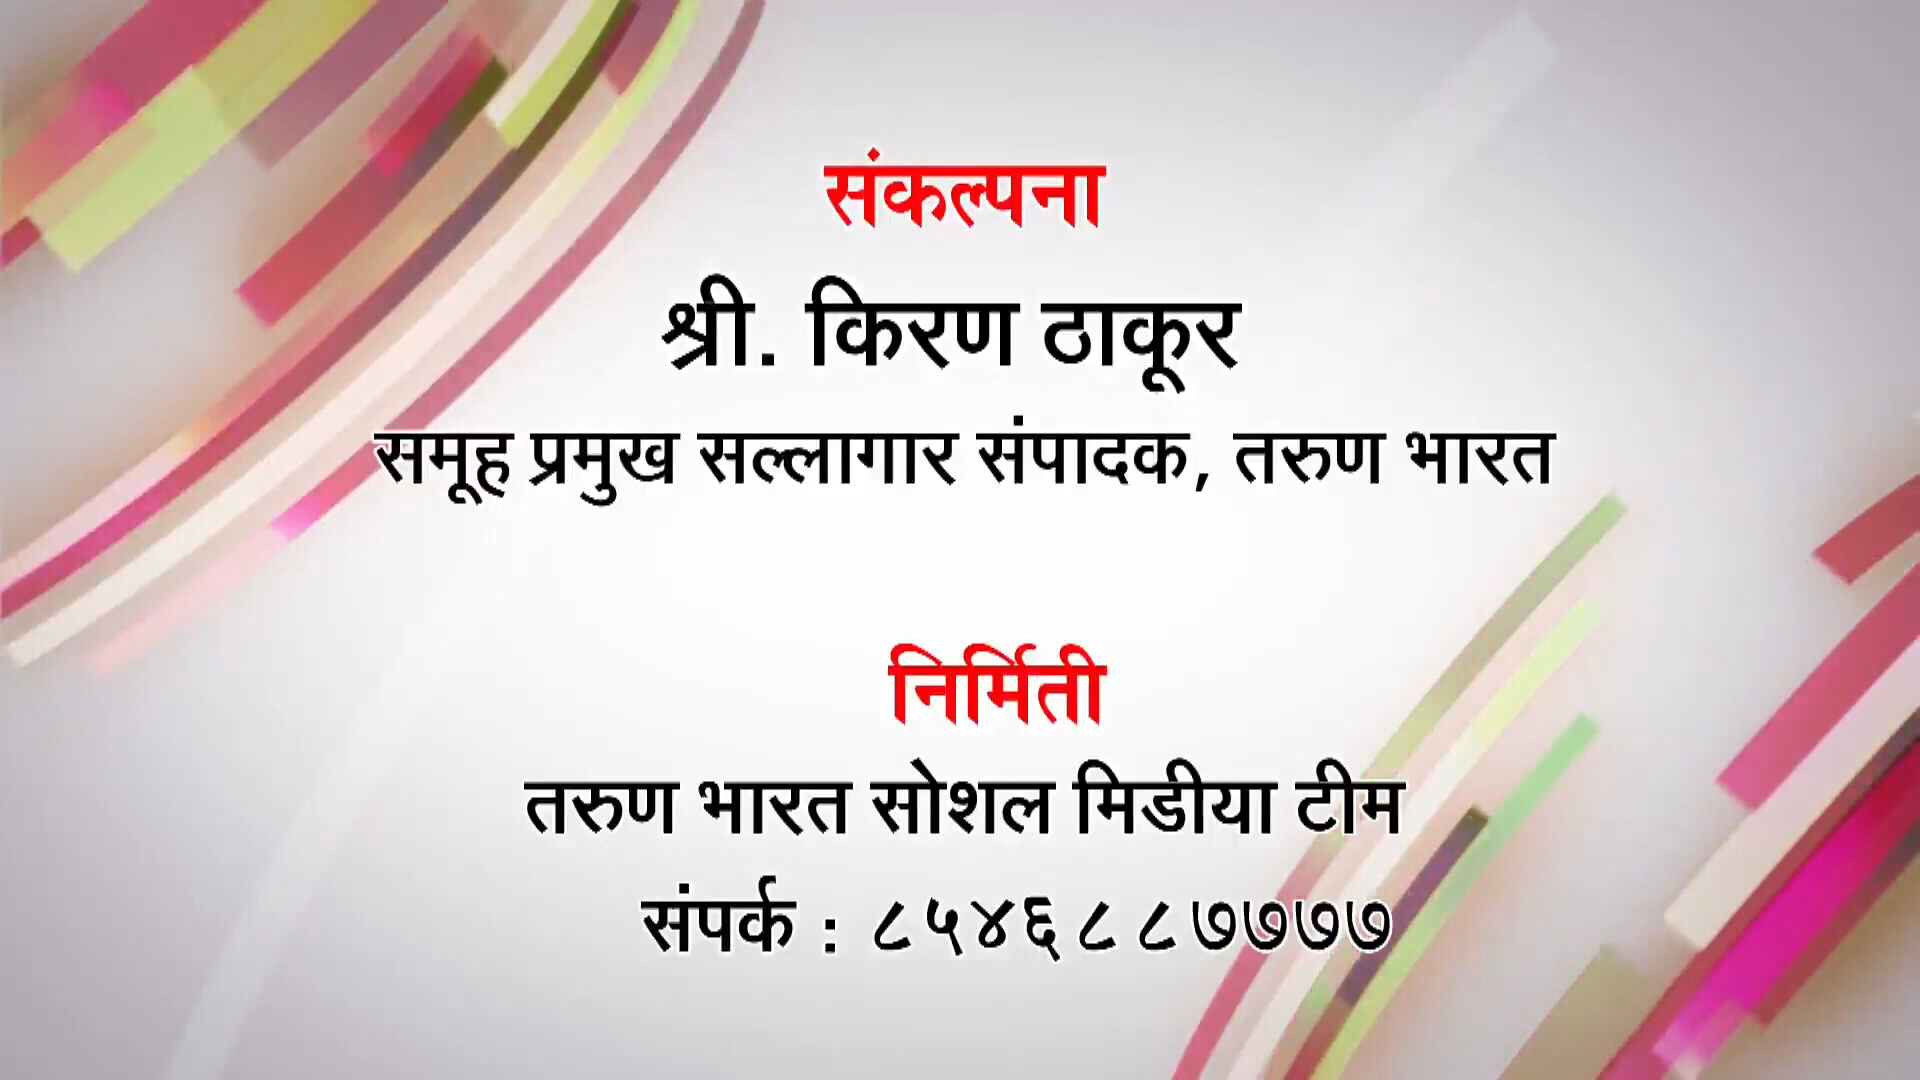 संकल्पना
श्री. किरण ठाकूर
समूह प्रमुख सल्लागार संपादक, तरुण भारत
निर्मिती
तरुण भारत सोशल मिडीया टीम
संपर्क : ८५४६८८७७७७